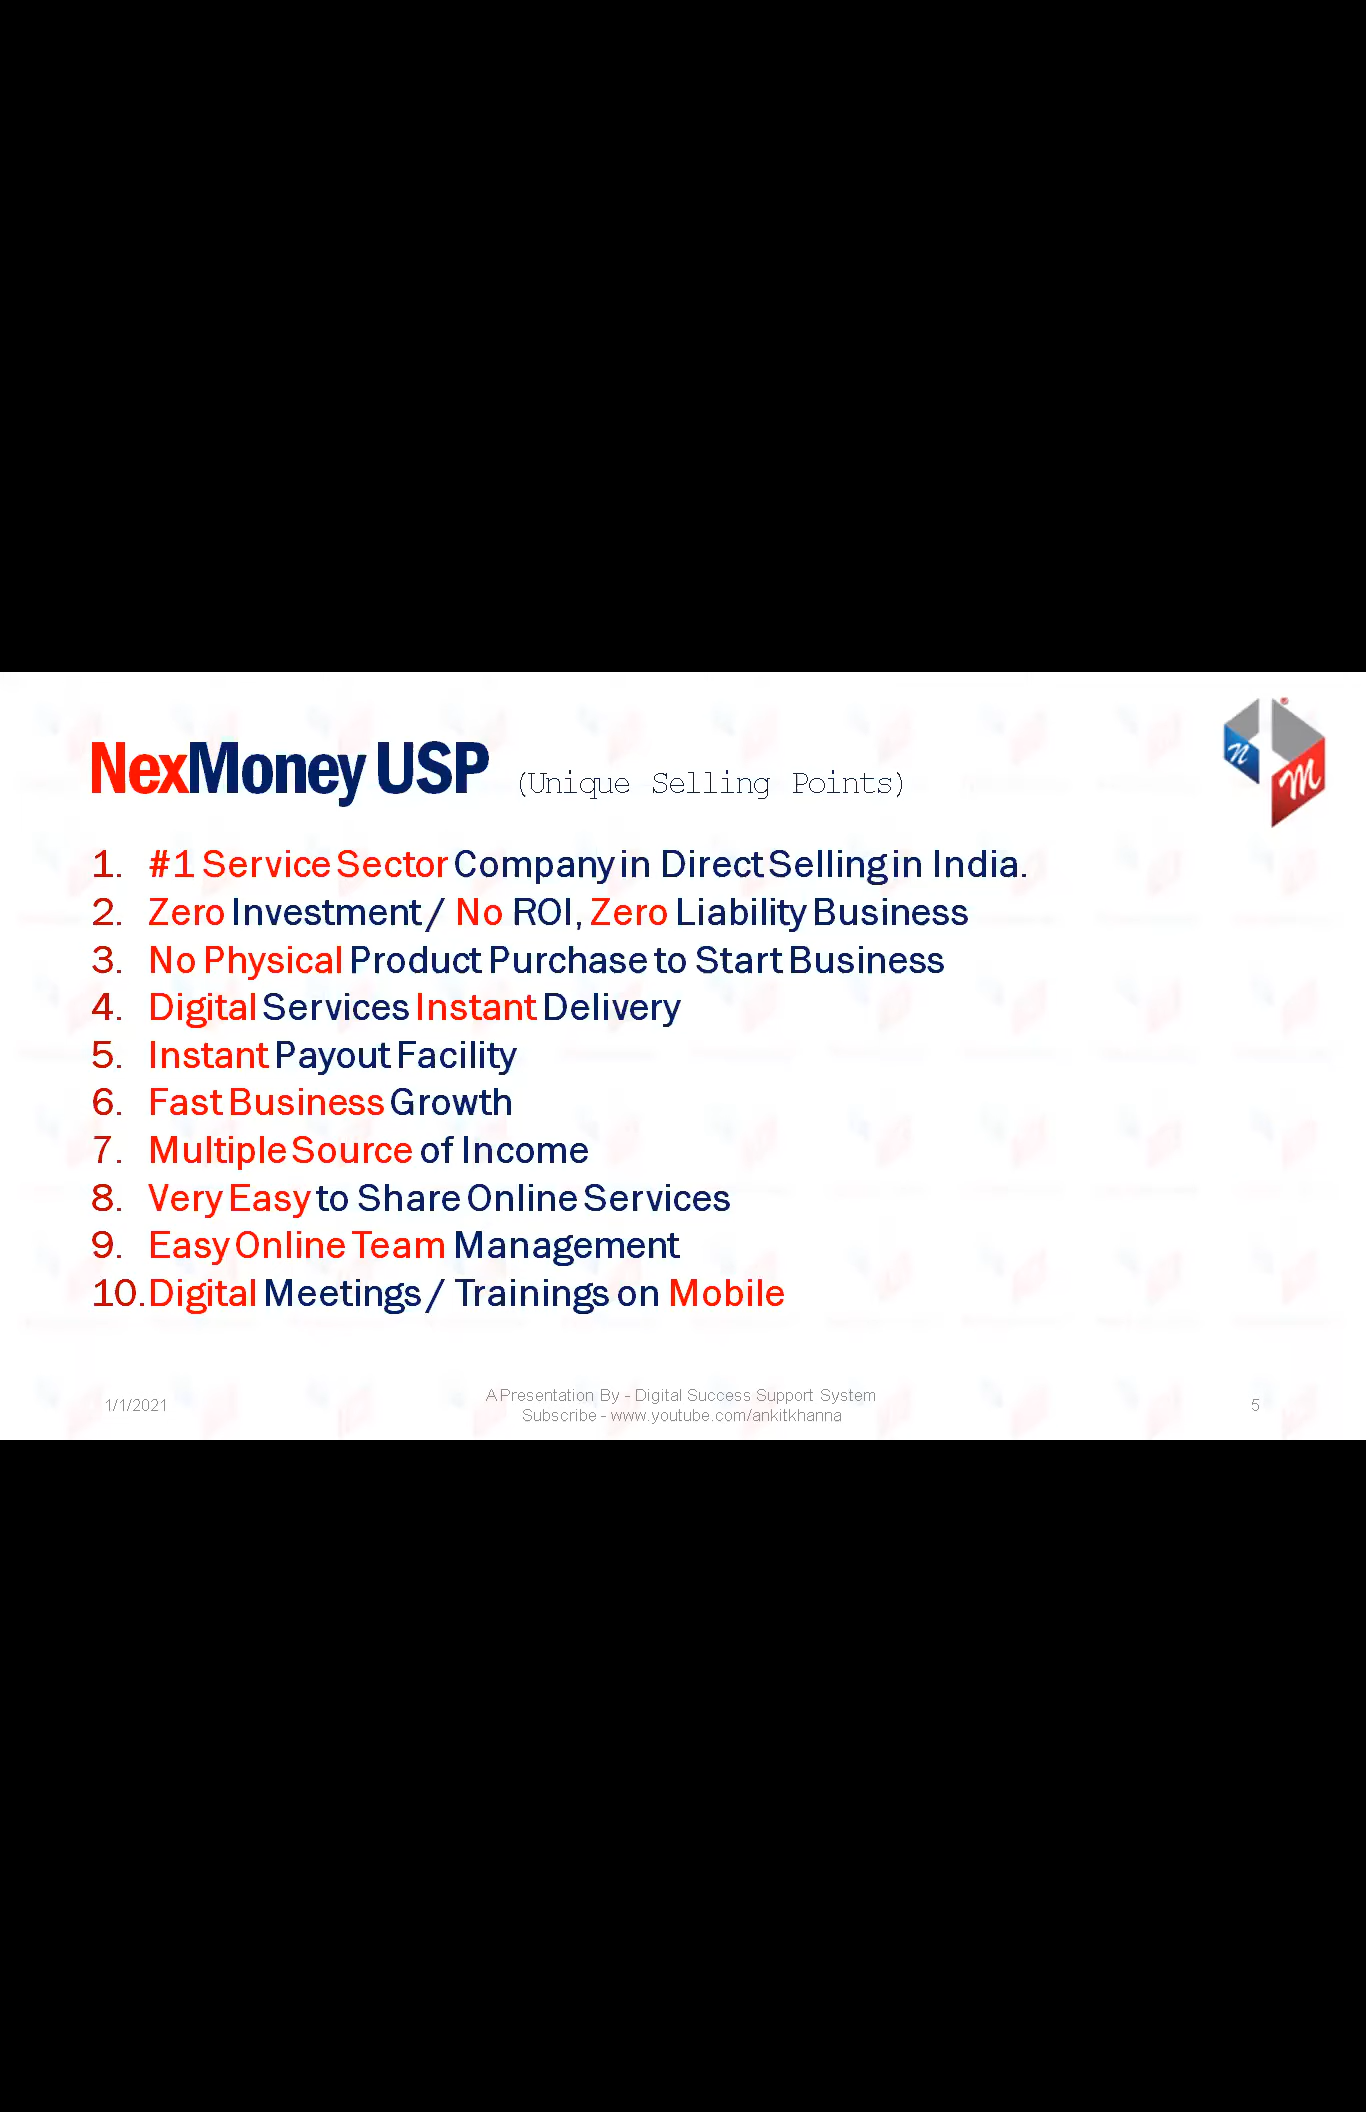 NexMoney USP (Unique Selling Points)
n m ®
1. #1 Service Sector Company in Direct Selling in India.
2. Zero Investment / No ROI, Zero Liability Business
3. No Physical Product Purchase to Start Business
4. Digital Services Instant Delivery
5. Instant Payout Facility
6. Fast Business Growth
7. Multiple Source of Income
8. Very Easy to Share Online Services
9. Easy Online Team Management
10. Digital Meetings / Trainings on Mobile
1/1/2021
A Presentation By - Digital Success Support System
Subscribe - www.youtube.com/ankitkhanna
5